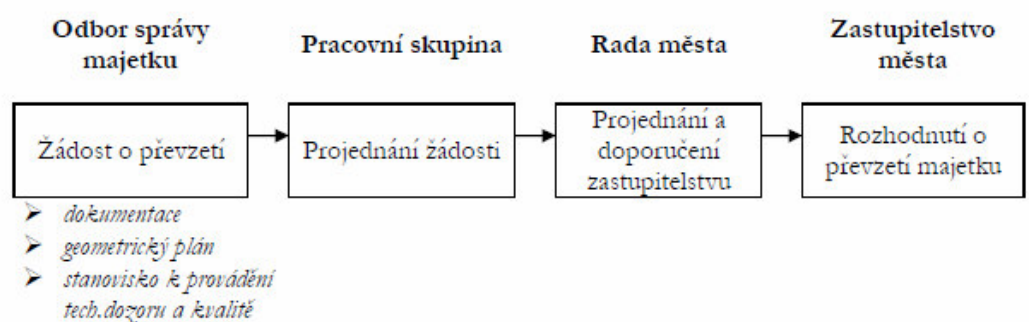 Odbor správy
majetku
Pracovní skupina
Rada města
Zastupitelstvo
města
Žádost o převzetí
Projednání žádosti
Projednání a
doporučení
zastupitelstvu
Rozhodnutí o
převzetí majetku
dokumentace
geometrický plán
stanovisko k provádění
tech.dozoru a kvalitě